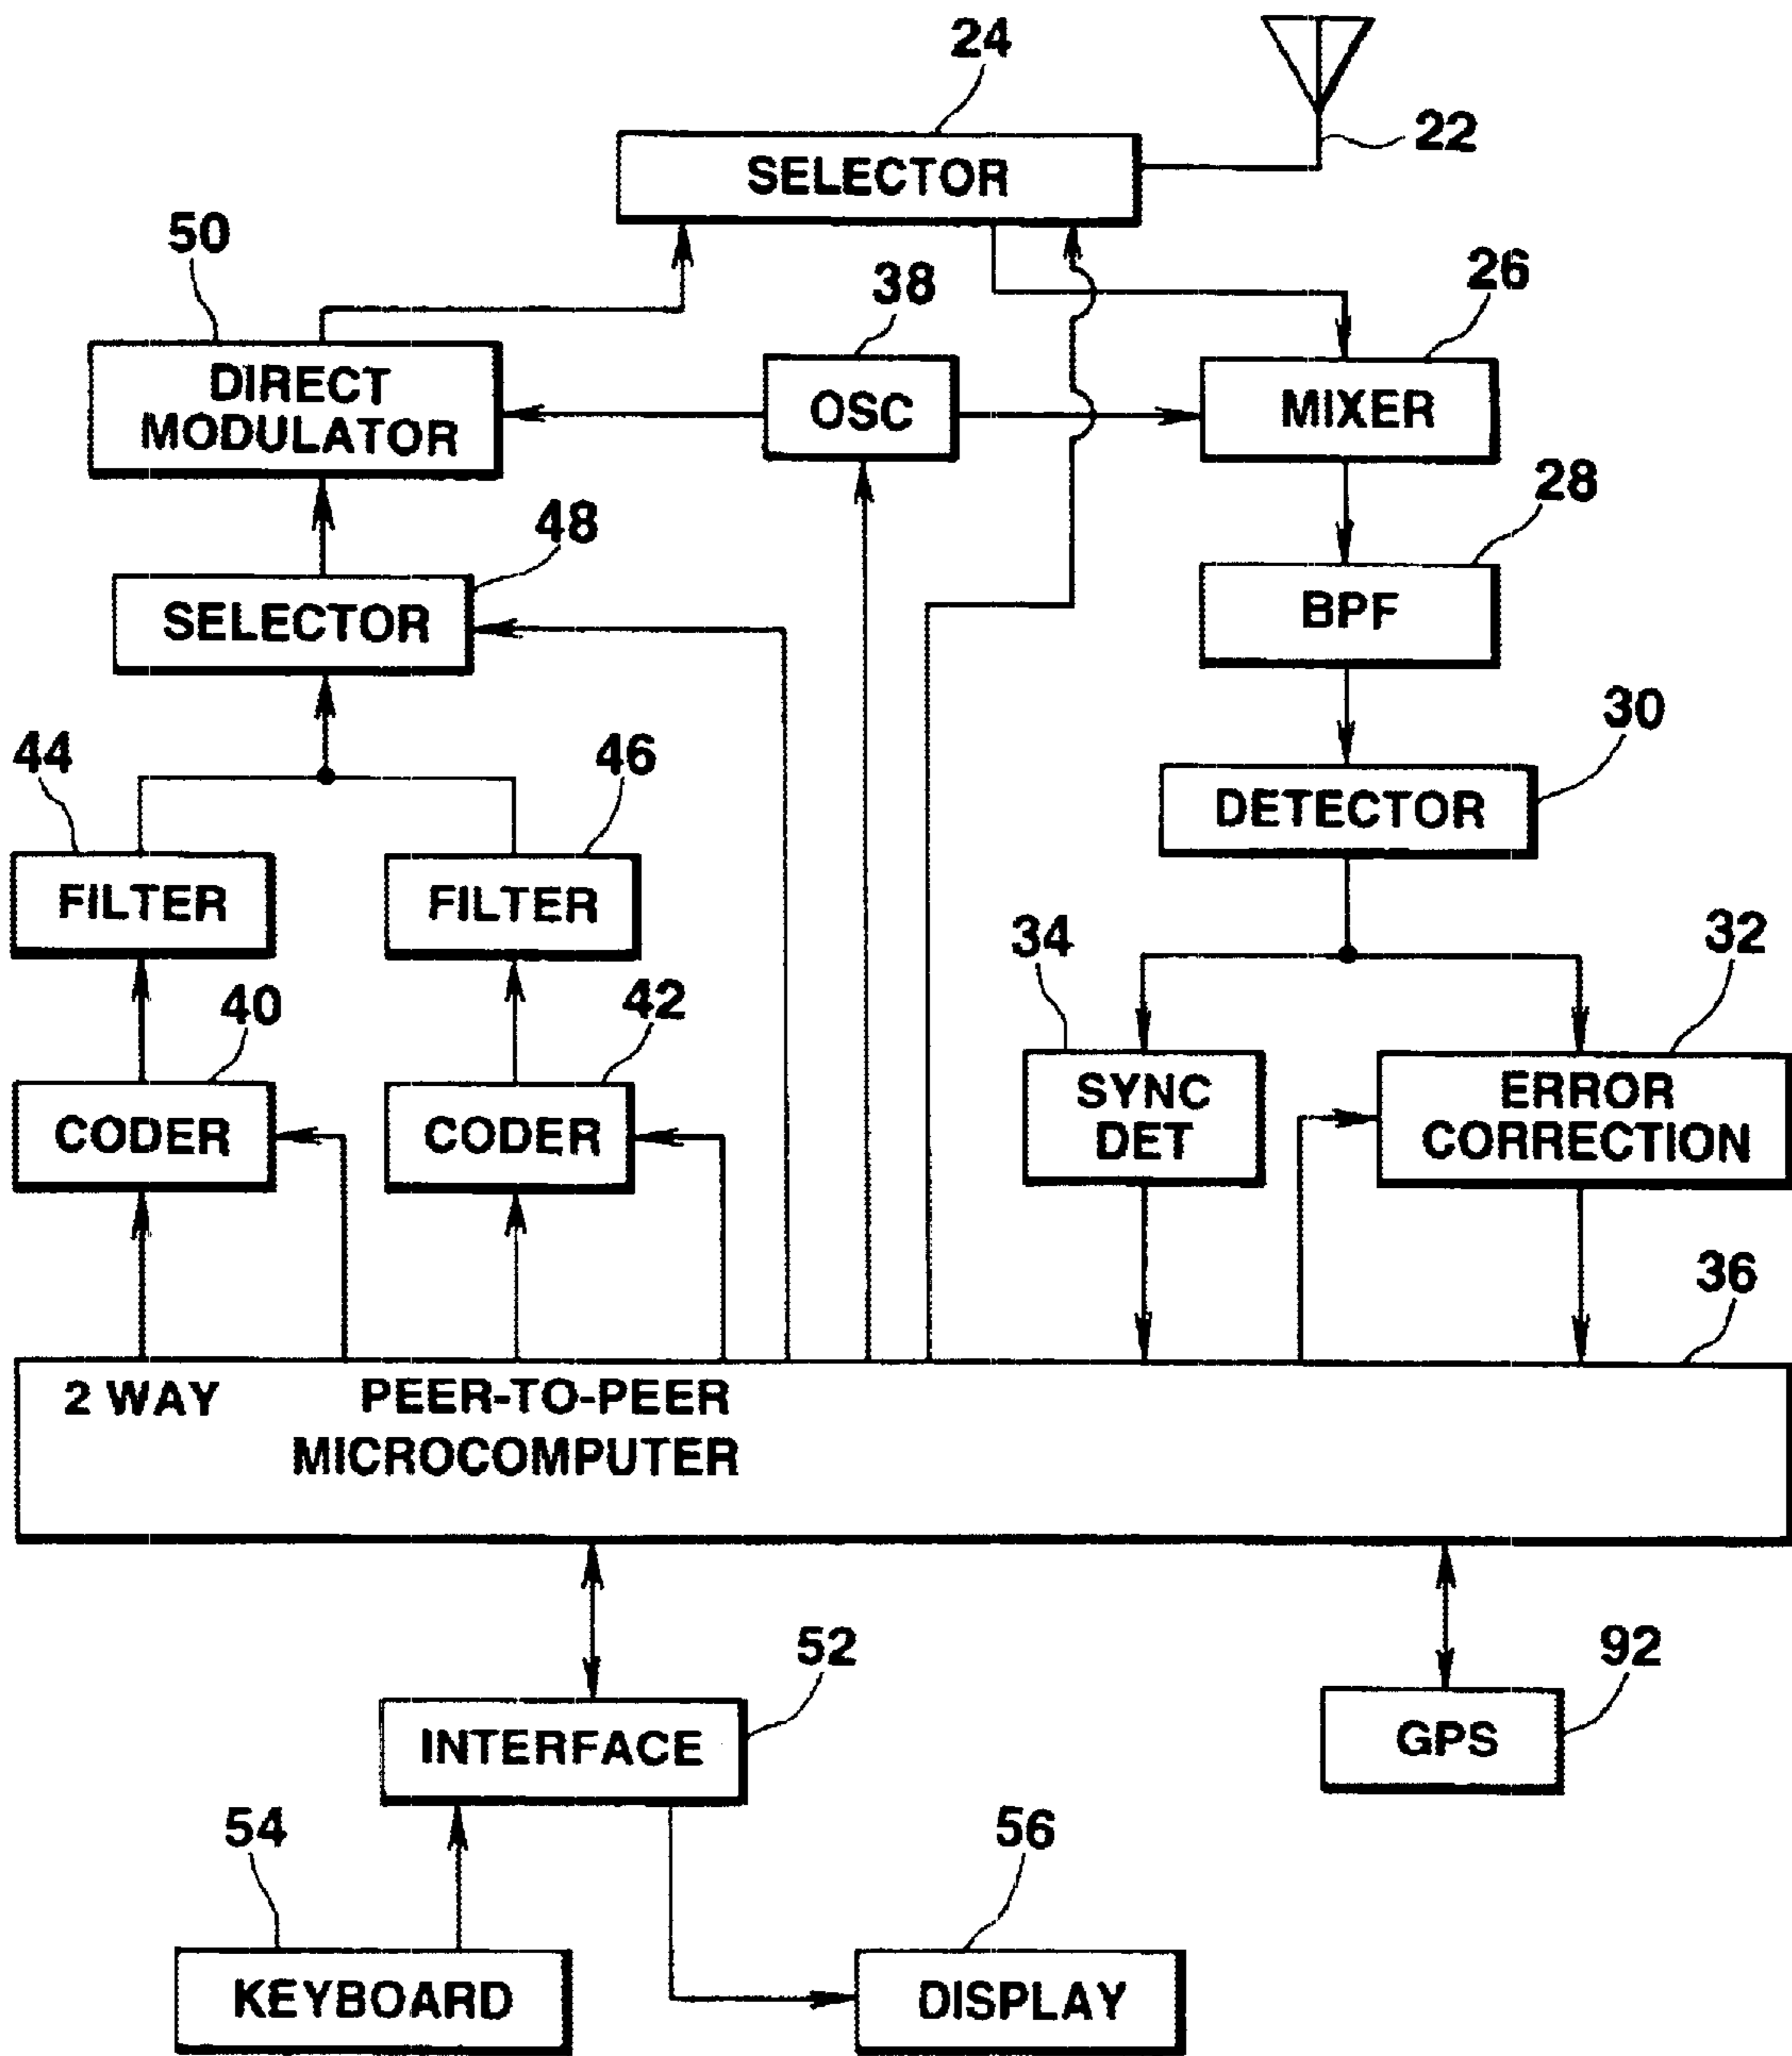 24
22
SELECTOR
50
38
26
DIRECT
MODULATOR
OSC
MIXER
28
48
SELECTOR
BPF
30
44
46
DETECTOR
FILTER
FILTER
34
32
40
42
SYNC
DET
ERROR
CORRECTION
CODER
CODER
36
2 WAY PEER-TO-PEER
MICROCOMPUTER
52
92
INTERFACE
GPS
54
56
KEYBOARD
DISPLAY